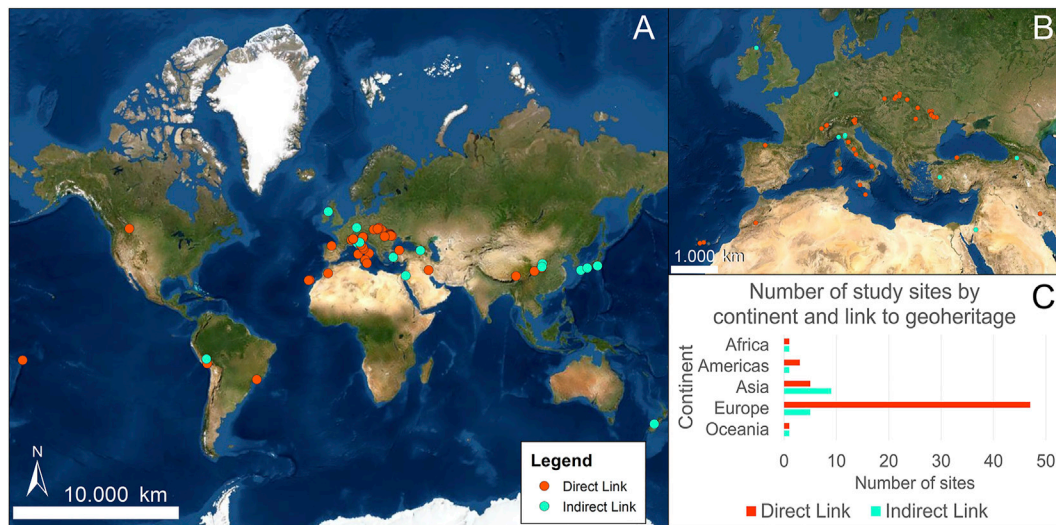 A
N
10.000 km
Legend
Direct Link
Indirect Link
B
1.000 km
C
Number of study sites by
continent and link to geoheritage
Continent
Africa
Americas
Asia
Europe
Oceania
0 10 20 30 40 50
Number of sites
Direct Link Indirect Link